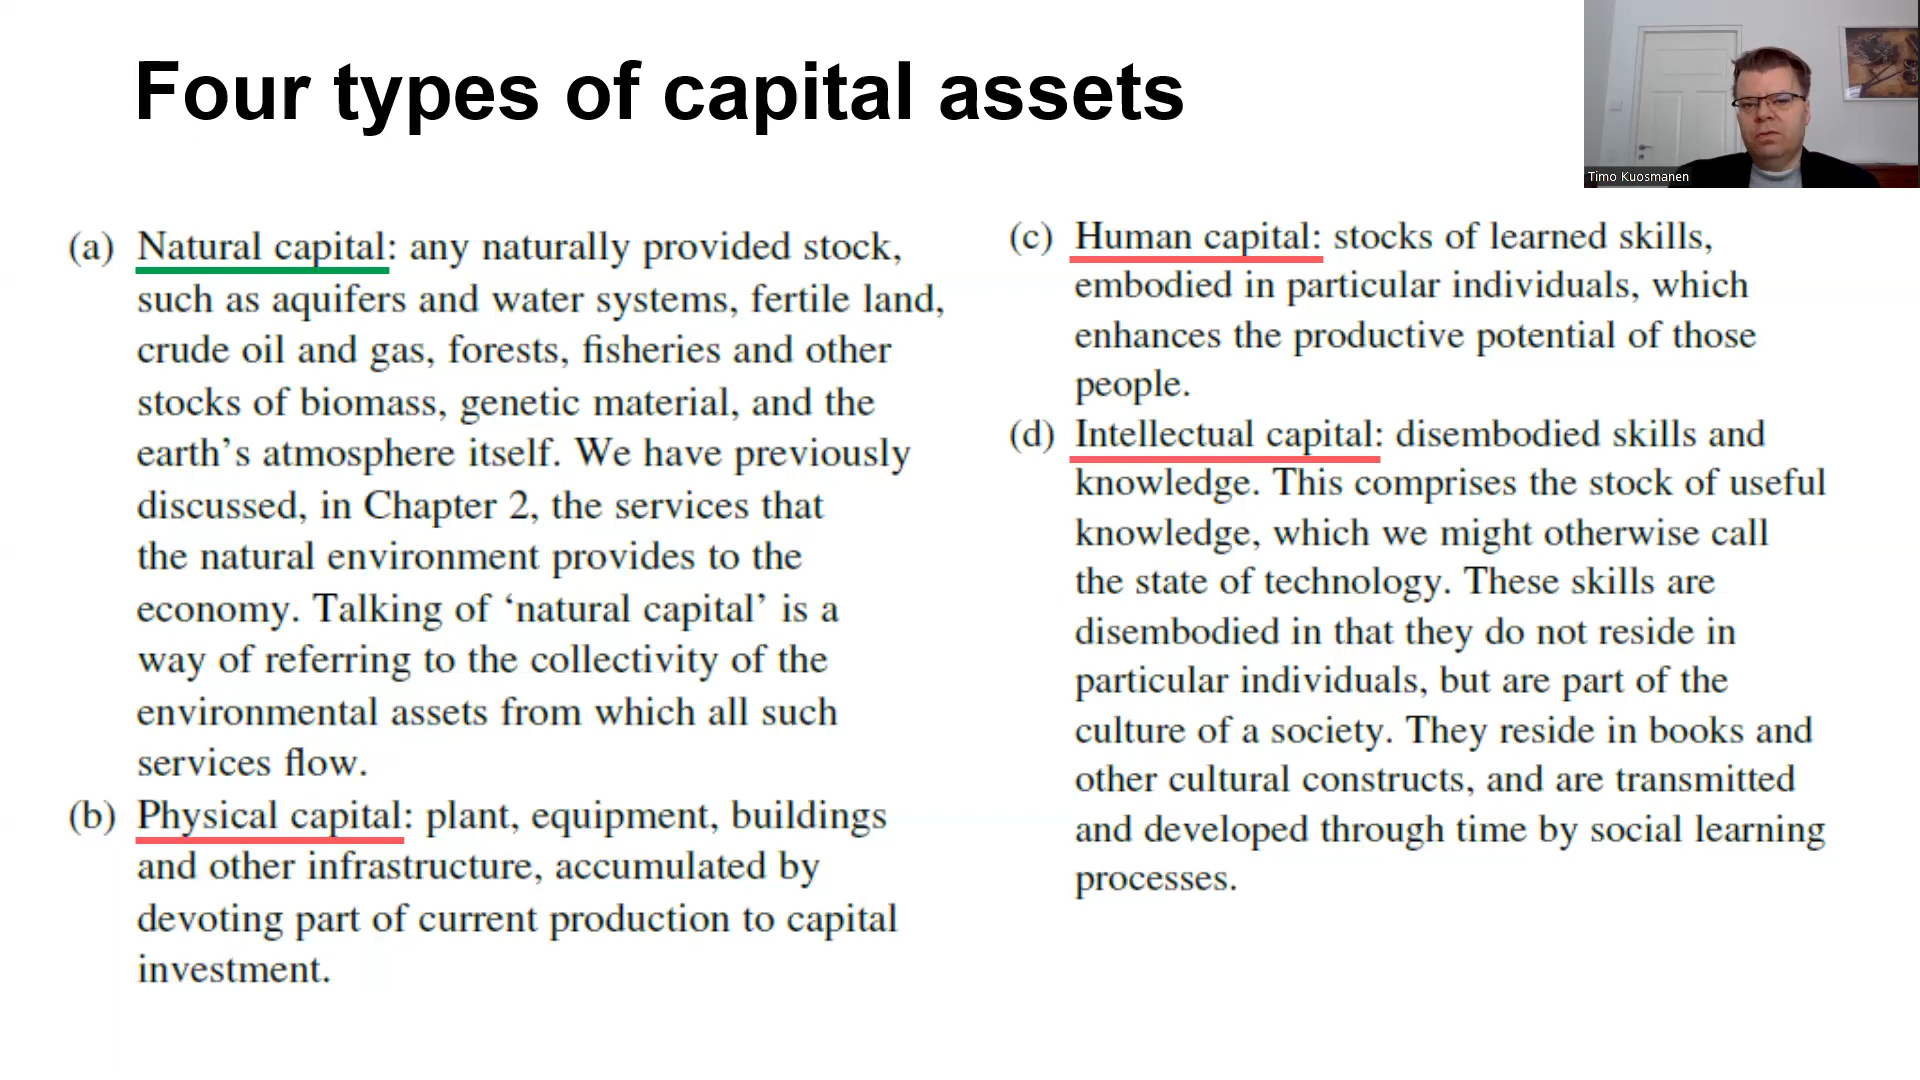 Four types of capital assets
Timo Kuosmanen
(a) Natural capital: any naturally provided stock,
such as aquifers and water systems, fertile land,
crude oil and gas, forests, fisheries and other
stocks of biomass, genetic material, and the
earth’s atmosphere itself. We have previously
discussed, in Chapter 2, the services that
the natural environment provides to the
economy. Talking of ‘natural capital’ is a
way of referring to the collectivity of the
environmental assets from which all such
services flow.
(b) Physical capital: plant, equipment, buildings
and other infrastructure, accumulated by
devoting part of current production to capital
investment.
(c) Human capital: stocks of learned skills,
embodied in particular individuals, which
enhances the productive potential of those
people.
(d) Intellectual capital: disembodied skills and
knowledge. This comprises the stock of useful
knowledge, which we might otherwise call
the state of technology. These skills are
disembodied in that they do not reside in
particular individuals, but are part of the
culture of a society. They reside in books and
other cultural constructs, and are transmitted
and developed through time by social learning
processes.